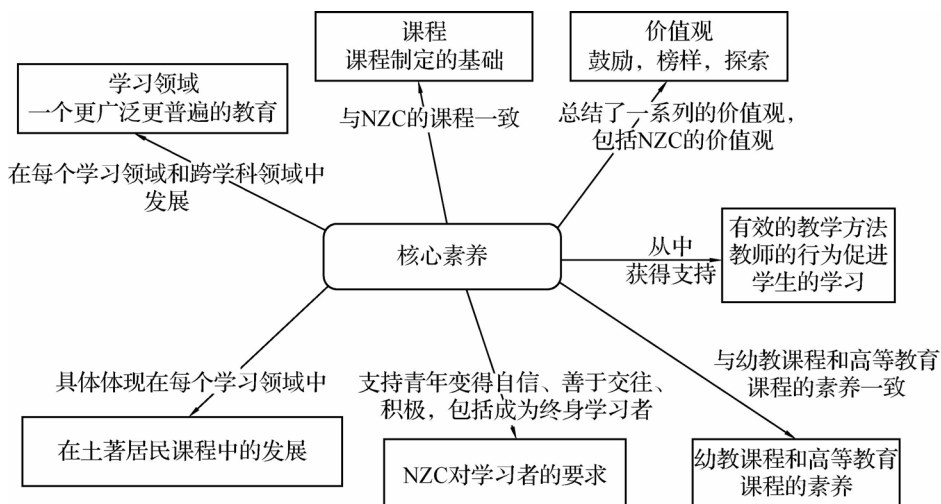 课程
课程制定的基础
价值观
鼓励，榜样，探索
学习领域
一个更广泛更普遍的教育
与NZC的课程一致
总结了一系列的价值观，
包括NZC的价值观
在每个学习领域和跨学科领域中
发展
核心素养
从中
获得支持
有效的教学方法
教师的行为促进
学生的学习
具体体现在每个学习领域中
在土著居民课程中的发展
支持青年变得自信、善于交往、
积极，包括成为终身学习者
NZC对学习者的要求
与幼教课程和高等教育
课程的素养一致
幼教课程和高等教育
课程的素养